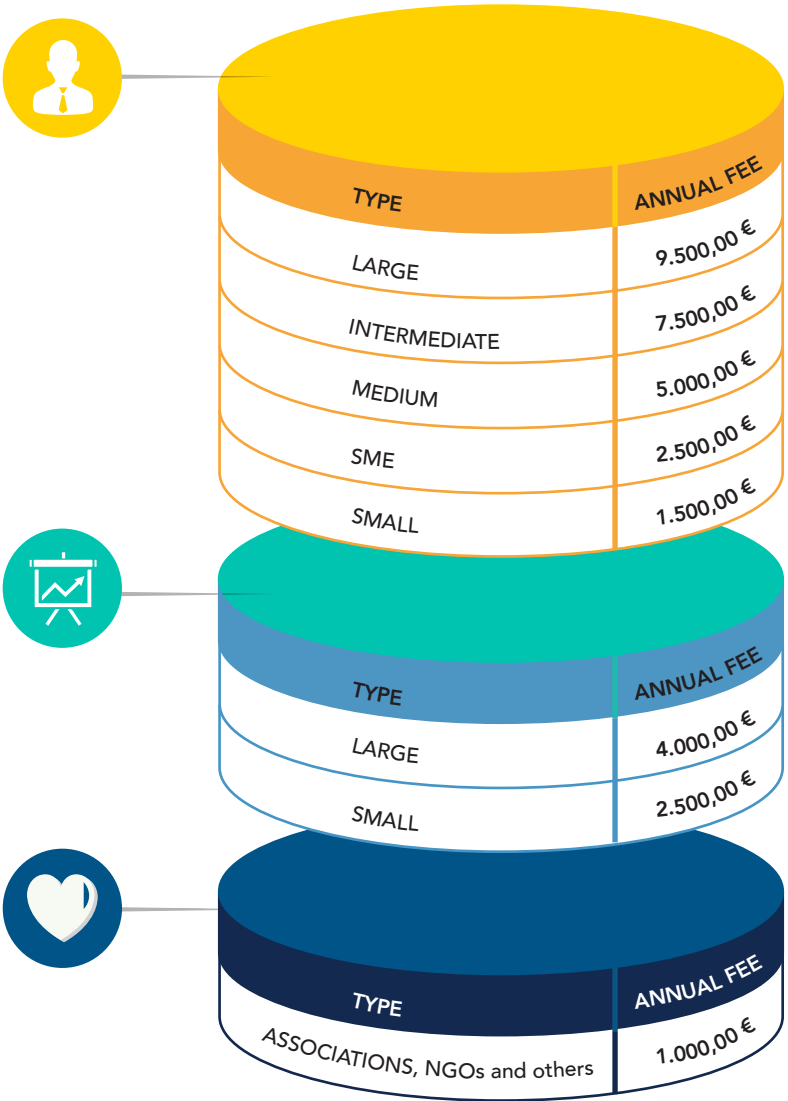 TYPE ANNUAL FEE
LARGE 9.500,00 €
INTERMEDIATE 7.500,00 €
MEDIUM 5.000,00 €
SME 2.500,00 €
SMALL 1.500,00 €
TYPE ANNUAL FEE
LARGE 4.000,00 €
SMALL 2.500,00 €
TYPE ANNUAL FEE
ASSOCIATIONS, NGOs and others 1.000,00 €